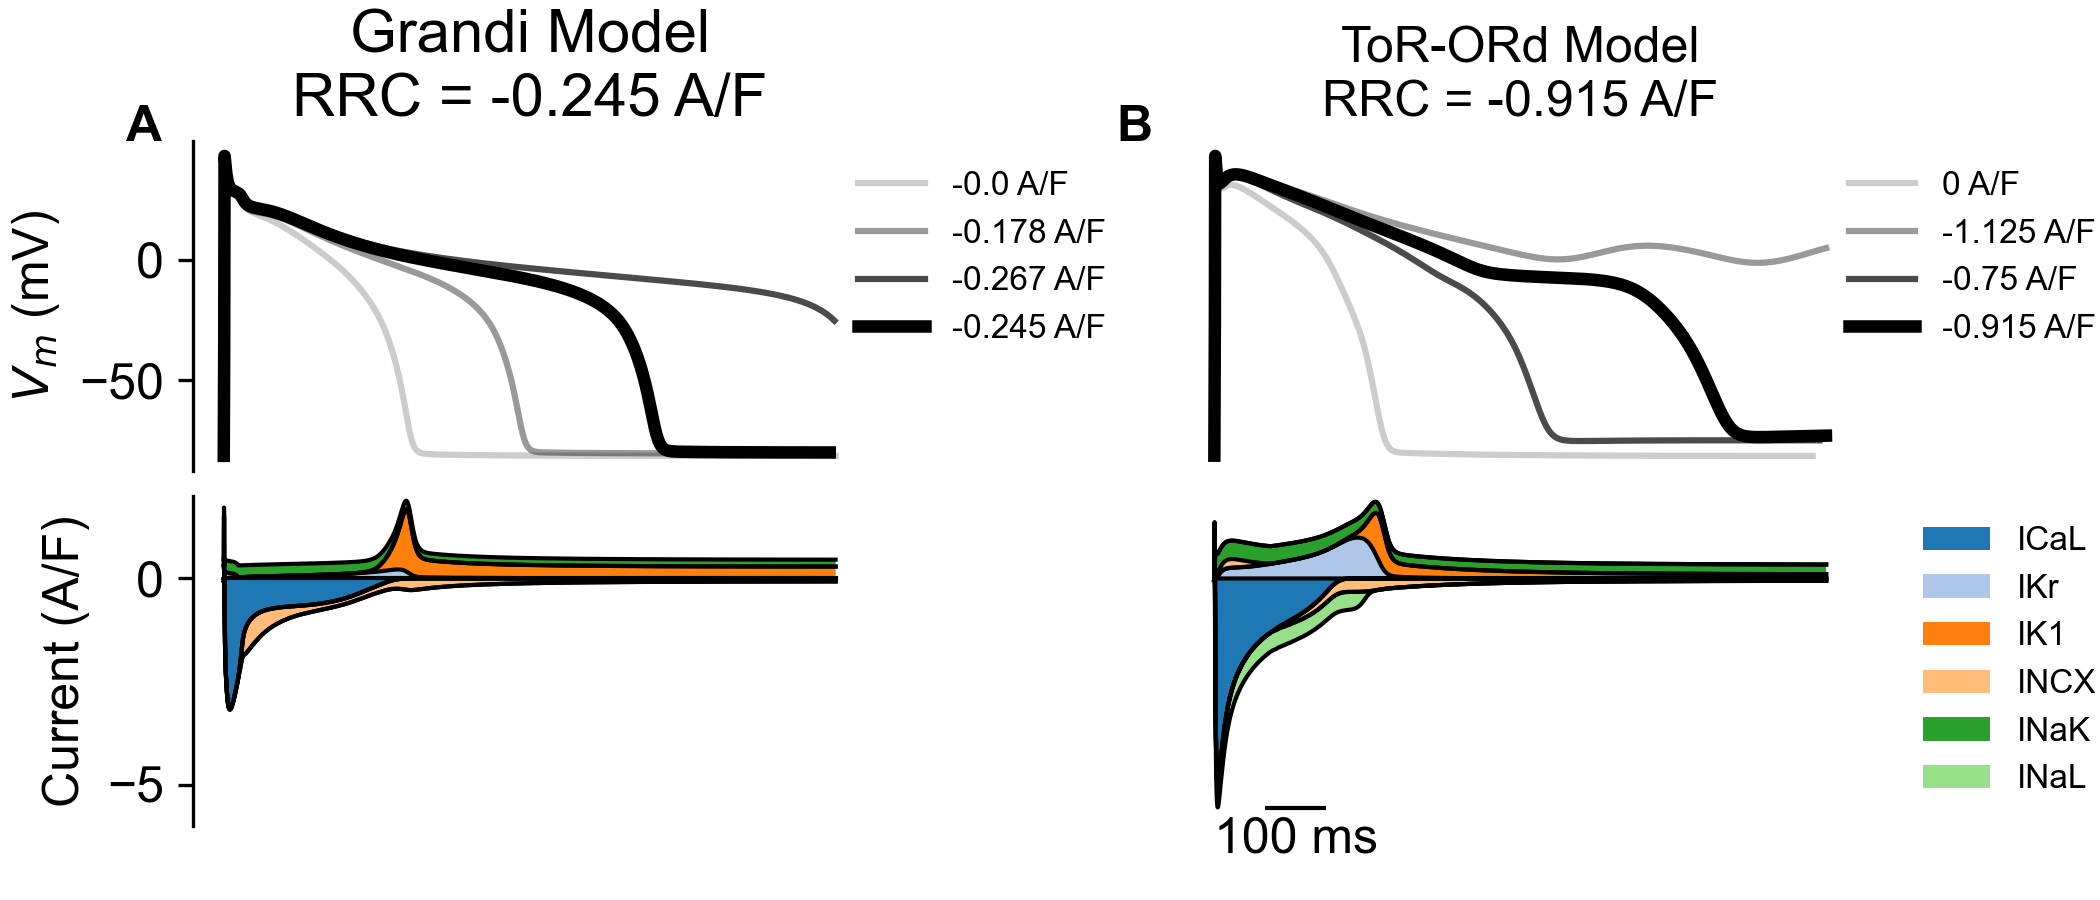 Grandi Model
RRC = -0.245 A/F
A
0
−50
V_m (mV)
-0.0 A/F
-0.178 A/F
-0.267 A/F
-0.245 A/F
0
−5
Current (A/F)
ToR-ORd Model
RRC = -0.915 A/F
B
0 A/F
-1.125 A/F
-0.75 A/F
-0.915 A/F
ICaL
IKr
IK1
INCX
INaK
INaL
100 ms